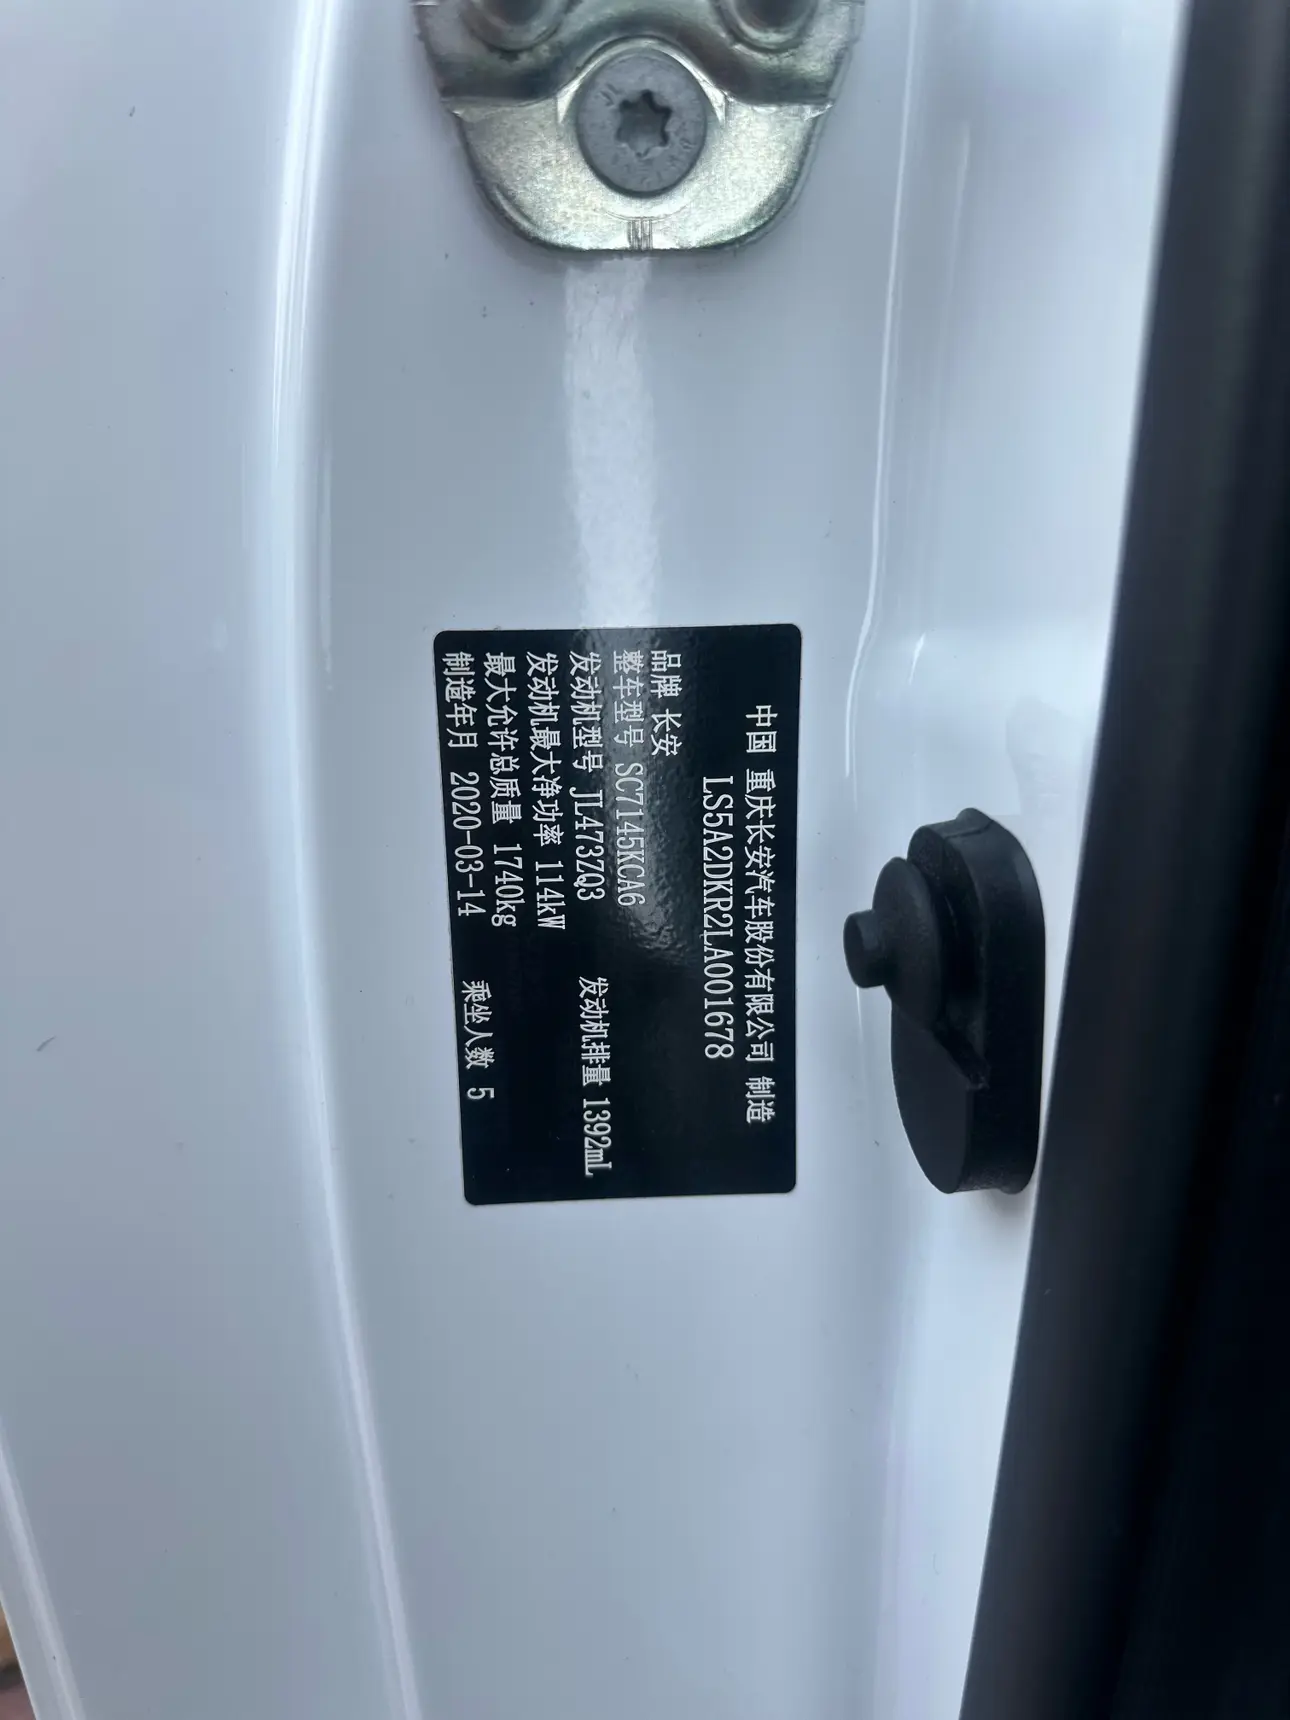 中国 重庆长安汽车股份有限公司 制造
LS5A2DKR2LA001678
品牌 长安
整车型号 SC7145KCA6
发动机型号 JL473ZQ3 发动机排量 1392mL
发动机最大净功率 114kW
最大允许总质量 1740kg
制造年月 2020-03-14 乘坐人数 5